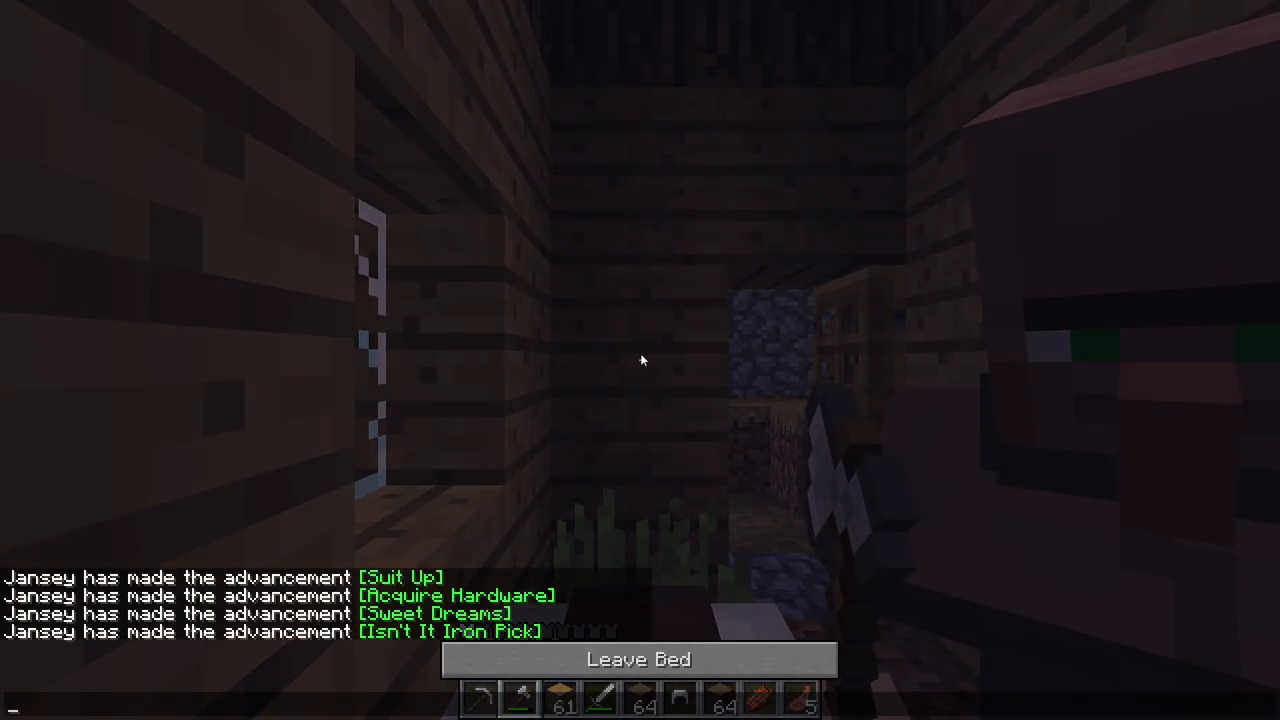 Jansey has made the advancement [Suit Up]
Jansey has made the advancement [Acquire Hardware]
Jansey has made the advancement [Sweet Dreams]
Jansey has made the advancement [Isn't It Iron Pick]
Leave Bed
61
64
64
5
_